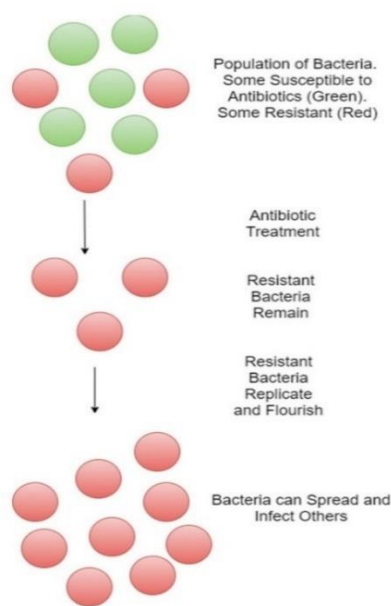 Population of Bacteria.
Some Susceptible to
Antibiotics (Green).
Some Resistant (Red)
Antibiotic
Treatment
Resistant
Bacteria
Remain
Resistant
Bacteria
Replicate
and Flourish
Bacteria can Spread and
Infect Others